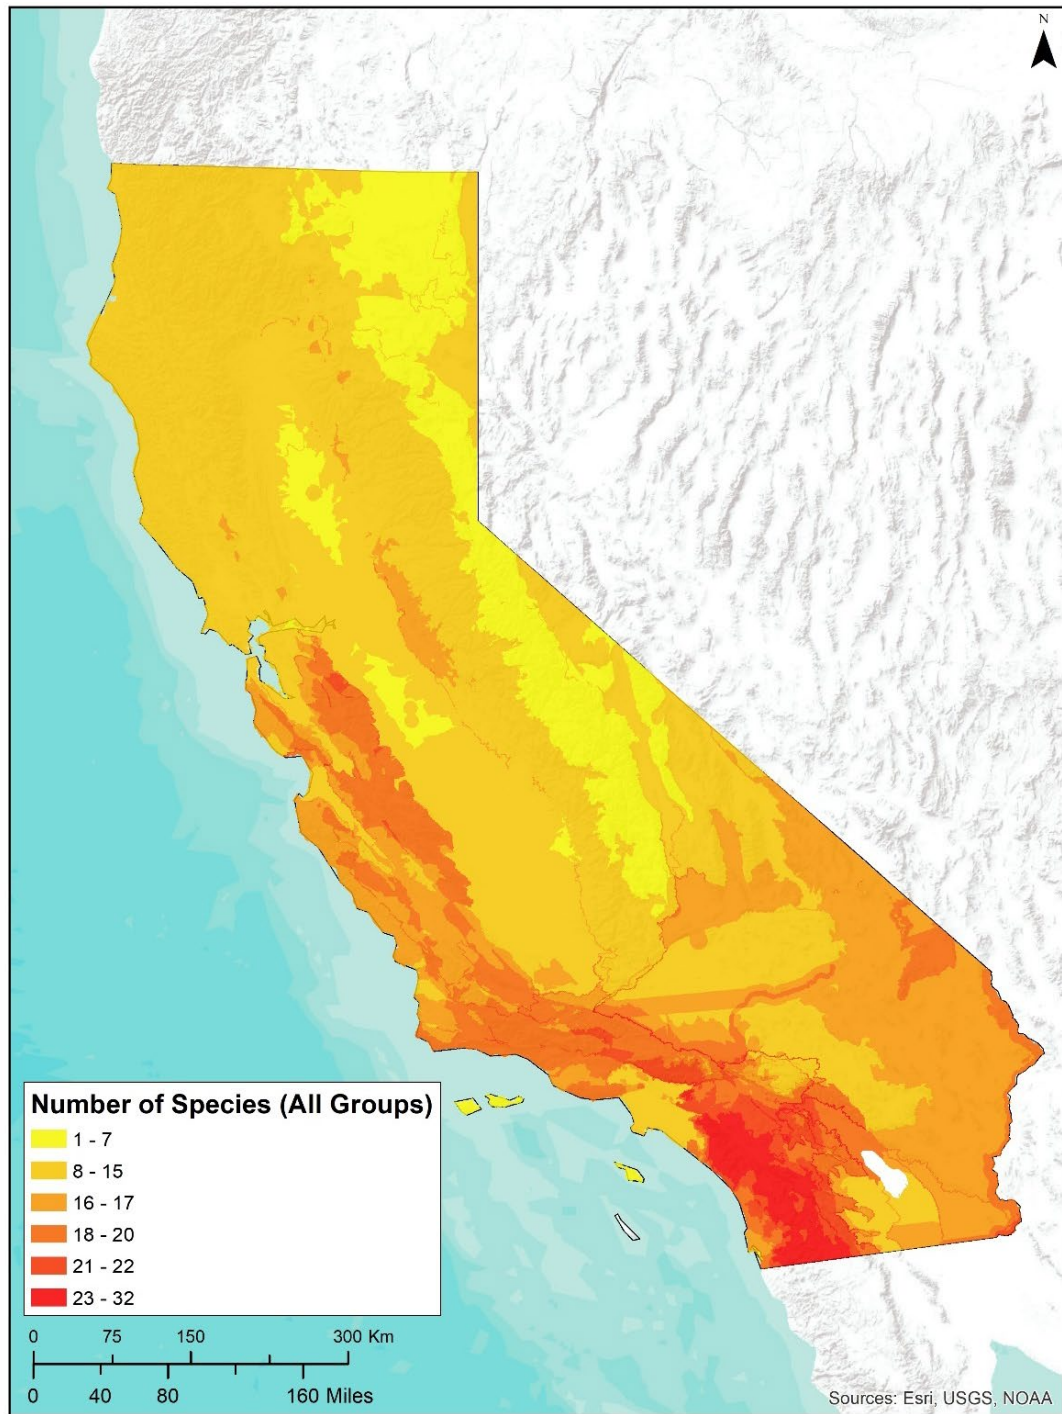 N
Number of Species (All Groups)
1 - 7
8 - 15
16 - 17
18 - 20
21 - 22
23 - 32
0 75 150 300 Km
0 40 80 160 Miles
Sources: Esri, USGS, NOAA